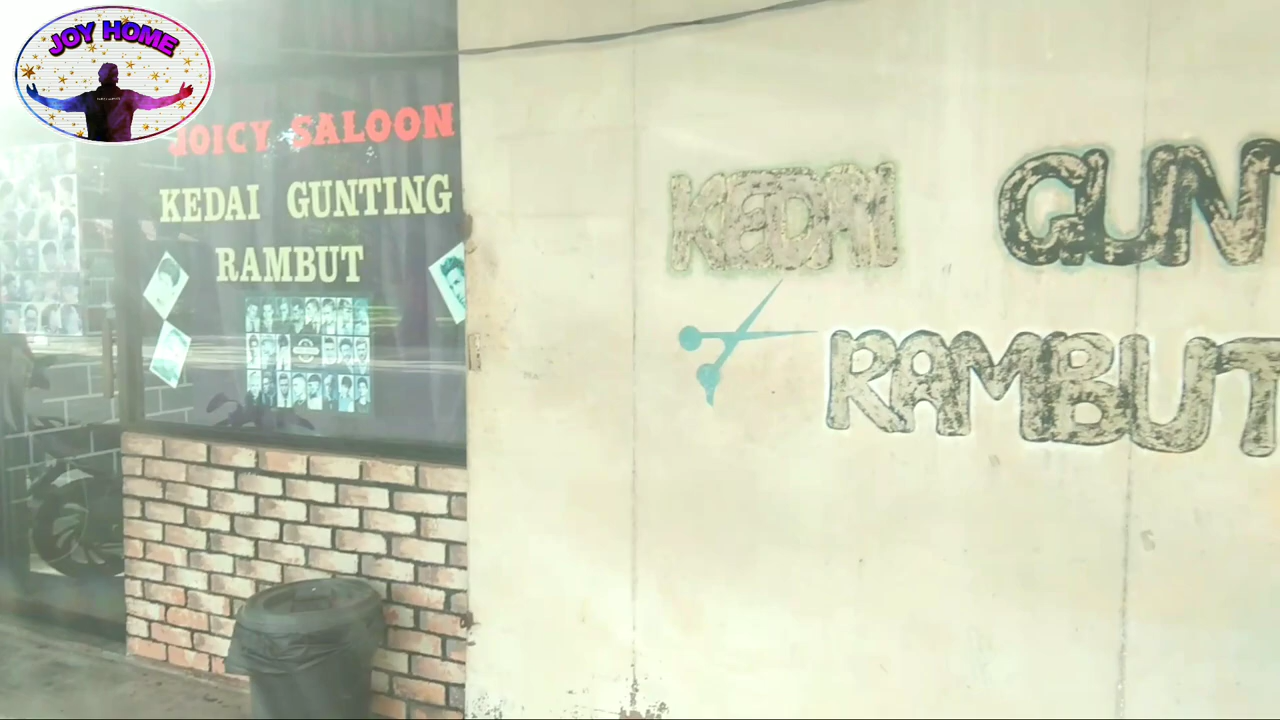 JOY HOME
JOICY SALOON
KEDAI GUNTING
RAMBUT
KEDAI GUN
RAMBUT